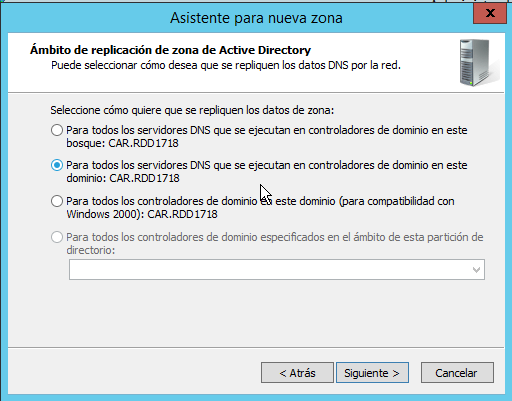 Asistente para nueva zona
x
Ámbito de replicación de zona de Active Directory
Puede seleccionar cómo desea que se repliquen los datos DNS por la red.
Seleccione cómo quiere que se repliquen los datos de zona:
Para todos los servidores DNS que se ejecutan en controladores de dominio en este
bosque: CAR.RDD1718
Para todos los servidores DNS que se ejecutan en controladores de dominio en este
dominio: CAR.RDD1718
Para todos los controladores de dominio en este dominio (para compatibilidad con
Windows 2000): CAR.RDD1718
Para todos los controladores de dominio especificados en el ámbito de esta partición de
directorio:
< Atrás
Siguiente >
Cancelar